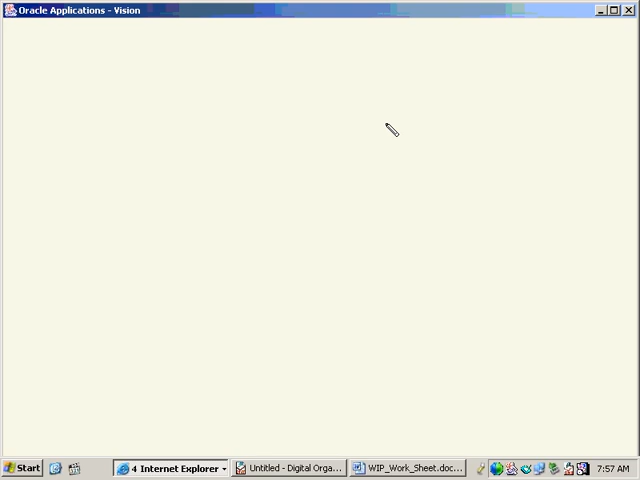 Oracle Applications - Vision
Start
4 Internet Explorer
Untitled - Digital Orga...
WIP_Work_Sheet.doc...
7:57 AM